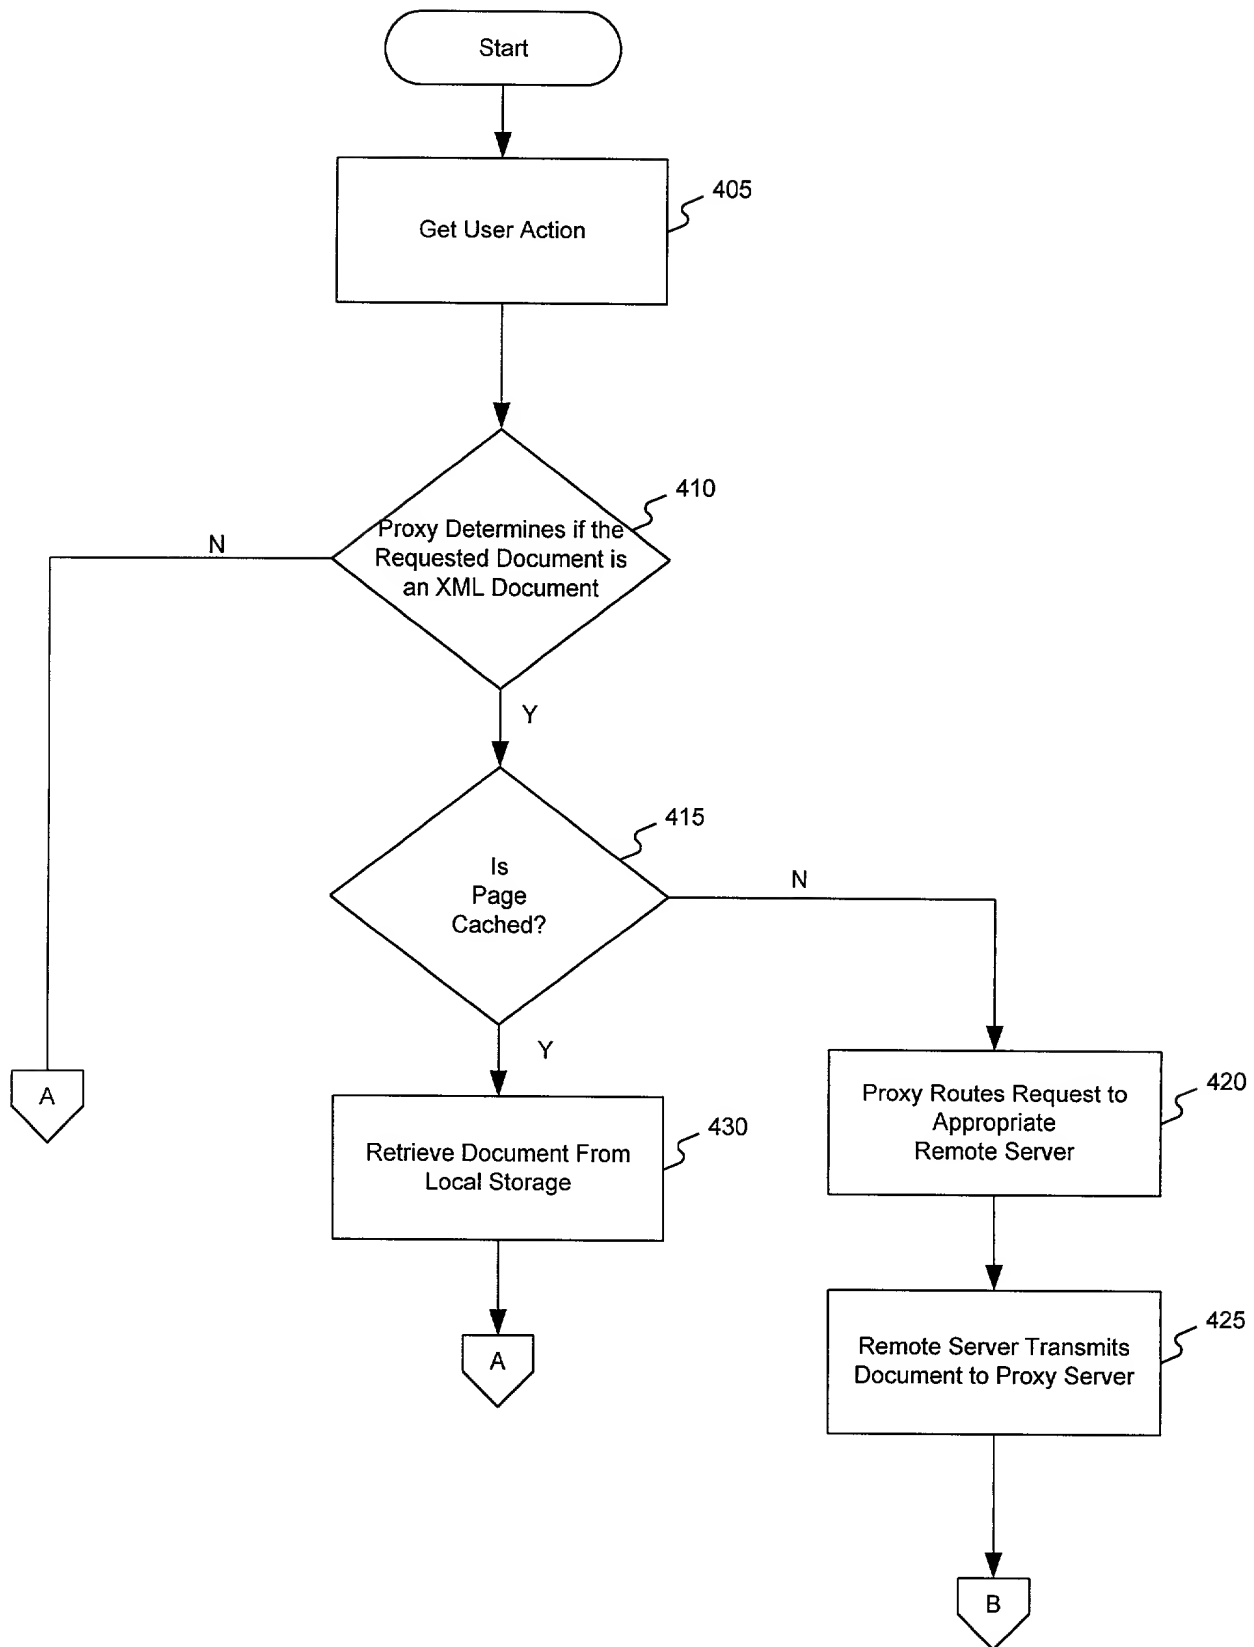 Start
405
Get User Action
410
Proxy Determines if the
Requested Document is
an XML Document
N
Y
415
Is
Page
Cached?
N
Y
A
420
Proxy Routes Request to
Appropriate
Remote Server
430
Retrieve Document From
Local Storage
425
Remote Server Transmits
Document to Proxy Server
A
B